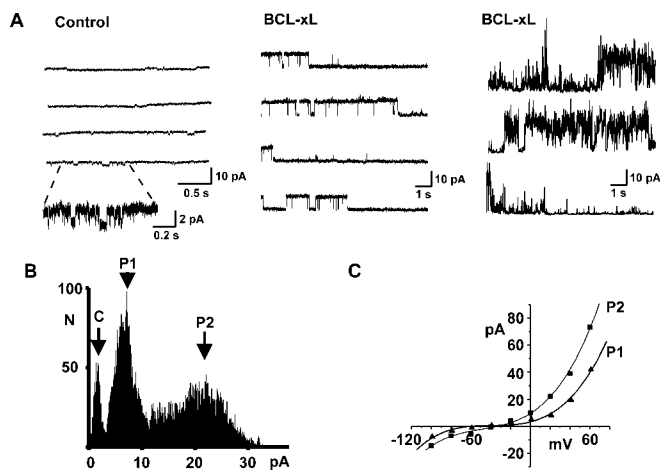 A
Control
BCL-xL
BCL-xL
10 pA
0.5 s
2 pA
0.2 s
10 pA
1 s
10 pA
1 s
B
P1
C
P2
100
N
50
0 10 20 30
pA
C
80
pA
60
40
20
-20
-120 -60 mV 60
P2
P1